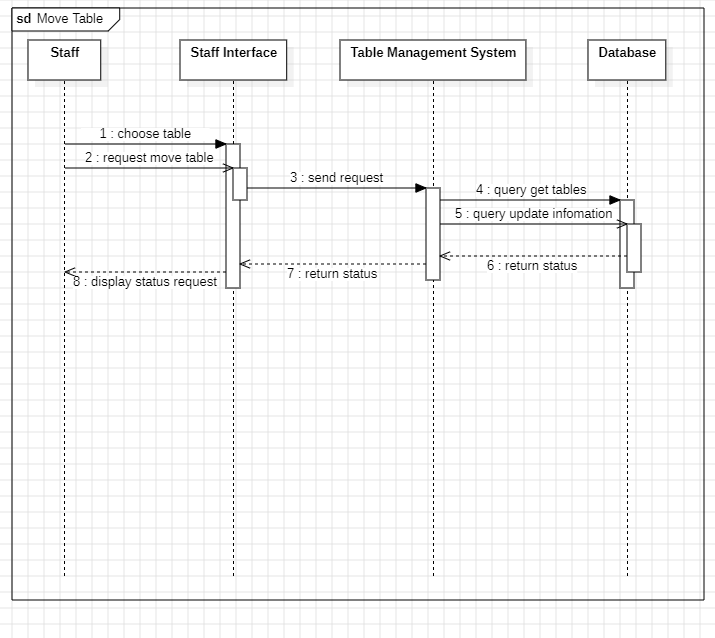 sd Move Table
Staff
Staff Interface
Table Management System
Database
1 : choose table
2 : request move table
3 : send request
4 : query get tables
5 : query update infomation
6 : return status
7 : return status
8 : display status request